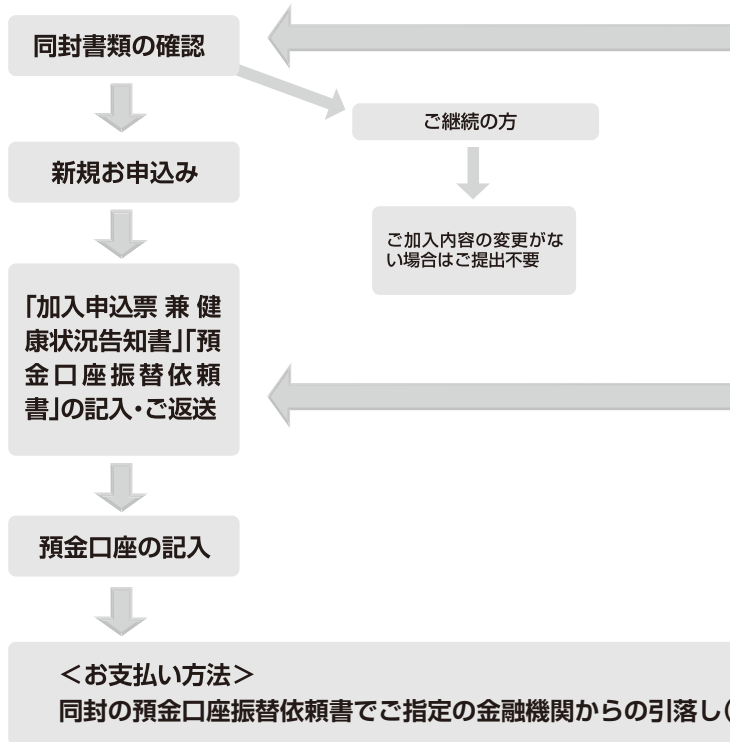 同封書類の確認
ご継続の方
新規お申込み
ご加入内容の変更がな
い場合はご提出不要
｢加入申込票 兼 健
康状況告知書｣｢預
金口座振替依頼
書｣の記入･ご返送
預金口座の記入
＜お支払い方法＞
同封の預金口座振替依頼書でご指定の金融機関からの引落し(